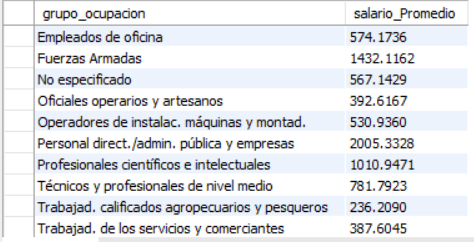 grupo_ocupacion salario_Promedio
Empleados de oficina 574.1736
Fuerzas Armadas 1432.1162
No especificado 567.1429
Oficiales operarios y artesanos 392.6167
Operadores de instalac. máquinas y montad. 530.9360
Personal direct./admin. pública y empresas 2005.3328
Profesionales científicos e intelectuales 1010.9471
Técnicos y profesionales de nivel medio 781.7923
Trabajad. calificados agropecuarios y pesqueros 236.2090
Trabajad. de los servicios y comerciantes 387.6045